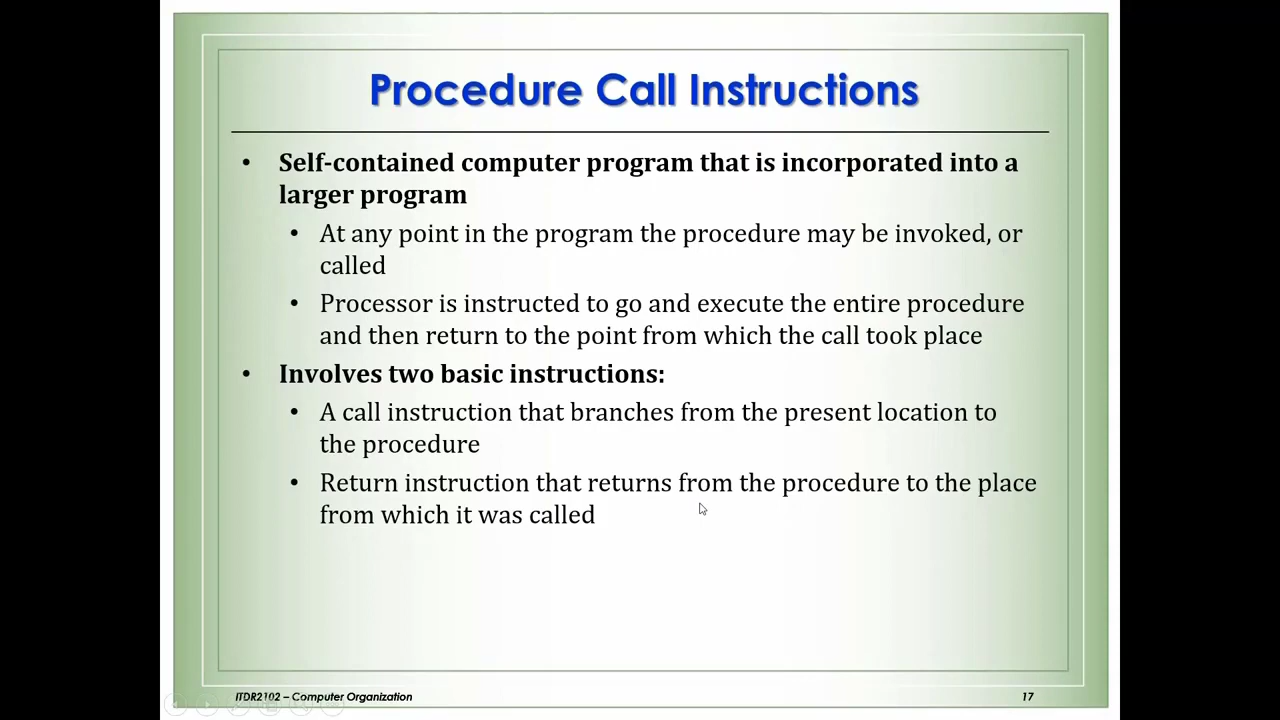 Procedure Call Instructions
• Self-contained computer program that is incorporated into a
larger program
• At any point in the program the procedure may be invoked, or
called
• Processor is instructed to go and execute the entire procedure
and then return to the point from which the call took place
• Involves two basic instructions:
• A call instruction that branches from the present location to
the procedure
• Return instruction that returns from the procedure to the place
from which it was called
ITDR2102 – Computer Organization
17